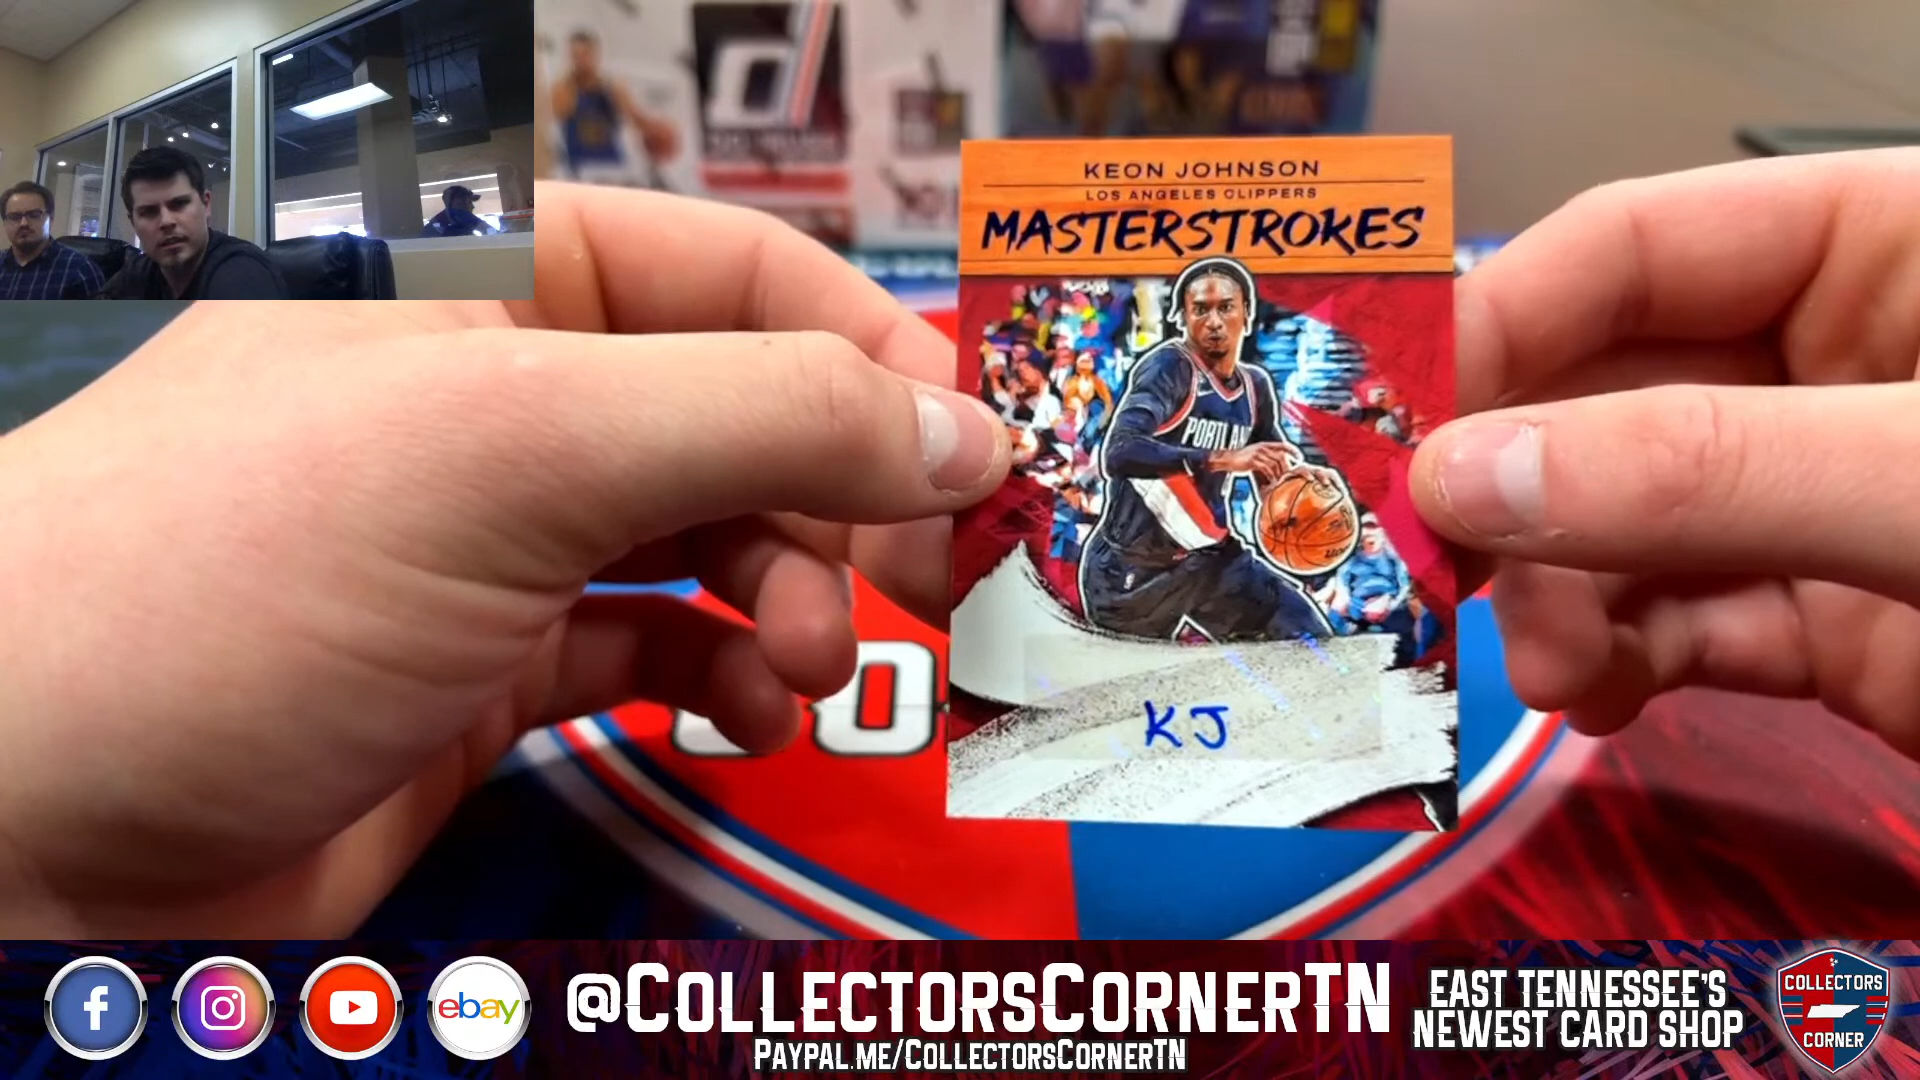 KEON JOHNSON
LOS ANGELES CLIPPERS
MASTERSTROKES
PORTLAN
KJ
ebay
@COLLECTORSCORNERTN
PAYPAL.ME/COLLECTORSCORNERTN
EAST TENNESSEE'S
NEWEST CARD SHOP
COLLECTORS
CORNER